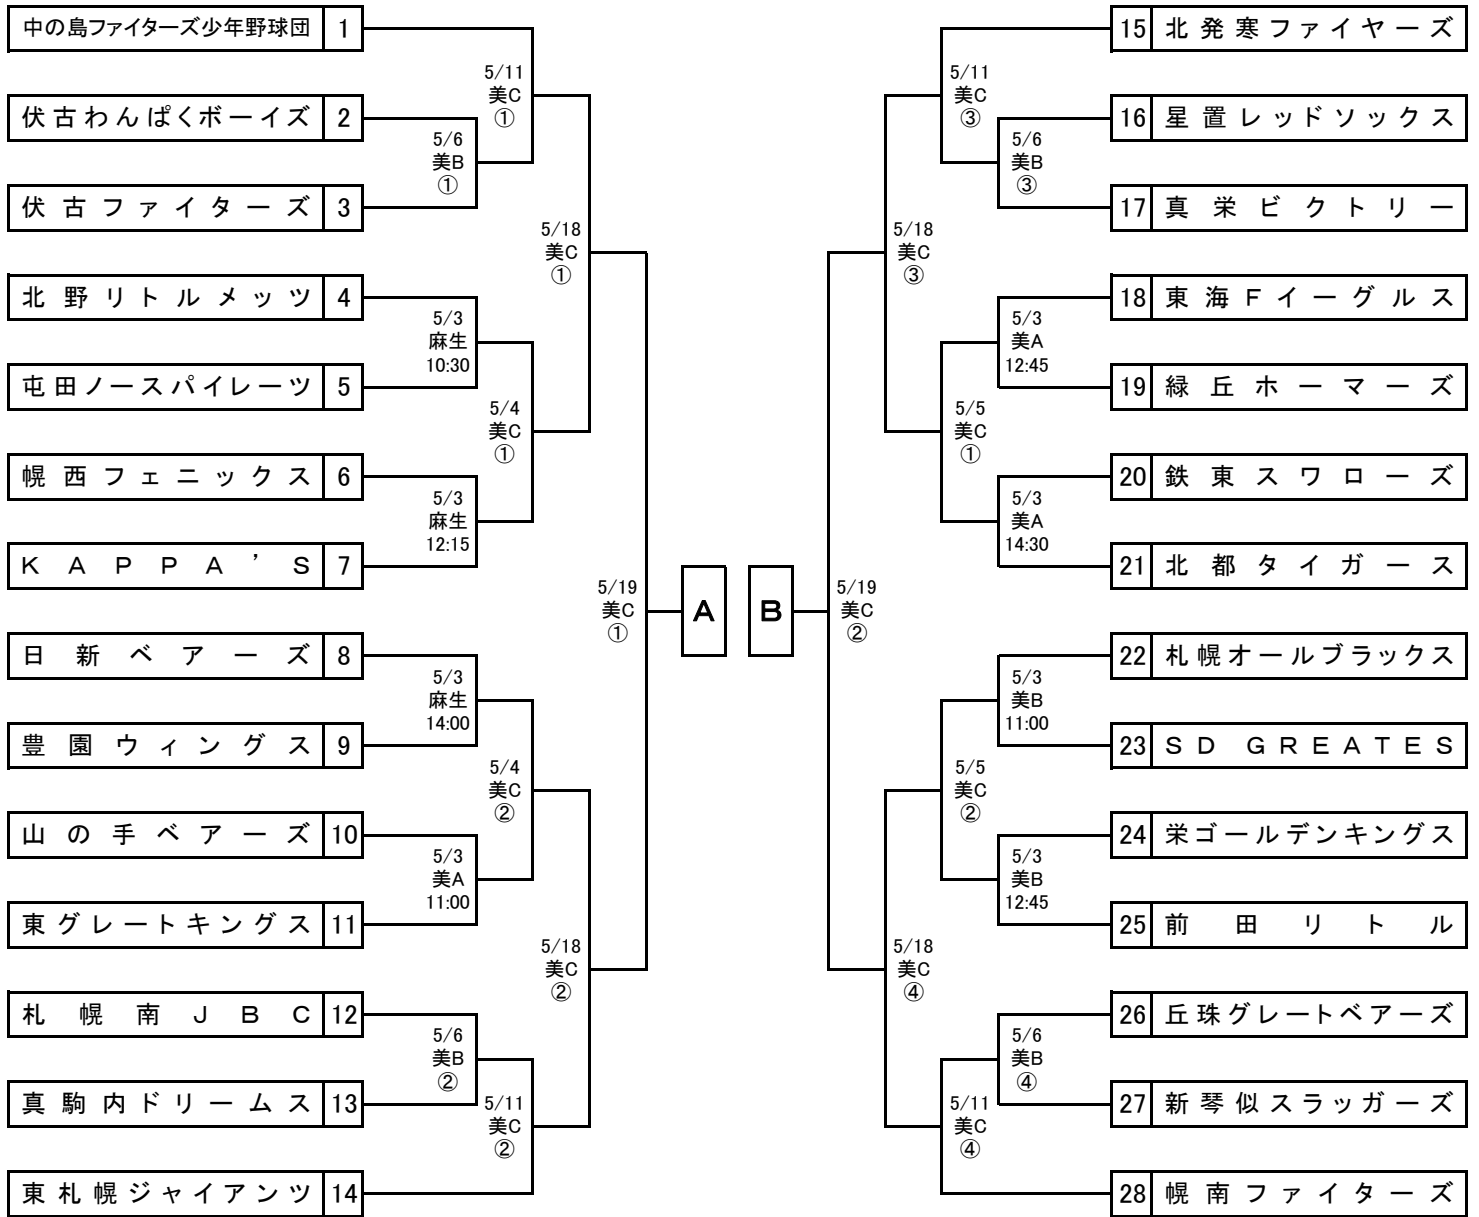 中の島ファイターズ少年野球団 1
伏古わんぱくボーイズ 2
伏古ファイターズ 3
北野リトルメッツ 4
屯田ノースパイレーツ 5
幌西フェニックス 6
KAPPA'S 7
日新ベアーズ 8
豊園ウィングス 9
山の手ベアーズ 10
東グレートキングス 11
札幌南JBC 12
真駒内ドリームス 13
東札幌ジャイアンツ 14
5/6
美B
①
5/3
麻生
10:30
5/3
麻生
12:15
5/3
麻生
14:00
5/3
美A
11:00
5/6
美B
②
5/11
美C
①
5/4
美C
①
5/4
美C
②
5/11
美C
②
5/18
美C
①
5/18
美C
②
5/19
美C
①
A
B
5/19
美C
②
5/18
美C
③
5/18
美C
④
5/11
美C
③
5/5
美C
①
5/5
美C
②
5/11
美C
④
5/6
美B
③
5/3
美A
12:45
5/3
美A
14:30
5/3
美B
11:00
5/3
美B
12:45
5/6
美B
④
15 北発寒ファイヤーズ
16 星置レッドソックス
17 真栄ビクトリー
18 東海Fイーグルス
19 緑丘ホーマーズ
20 鉄東スワローズ
21 北都タイガース
22 札幌オールブラックス
23 SD GREATES
24 栄ゴールデンキングス
25 前田リトル
26 丘珠グレートベアーズ
27 新琴似スラッガーズ
28 幌南ファイターズ